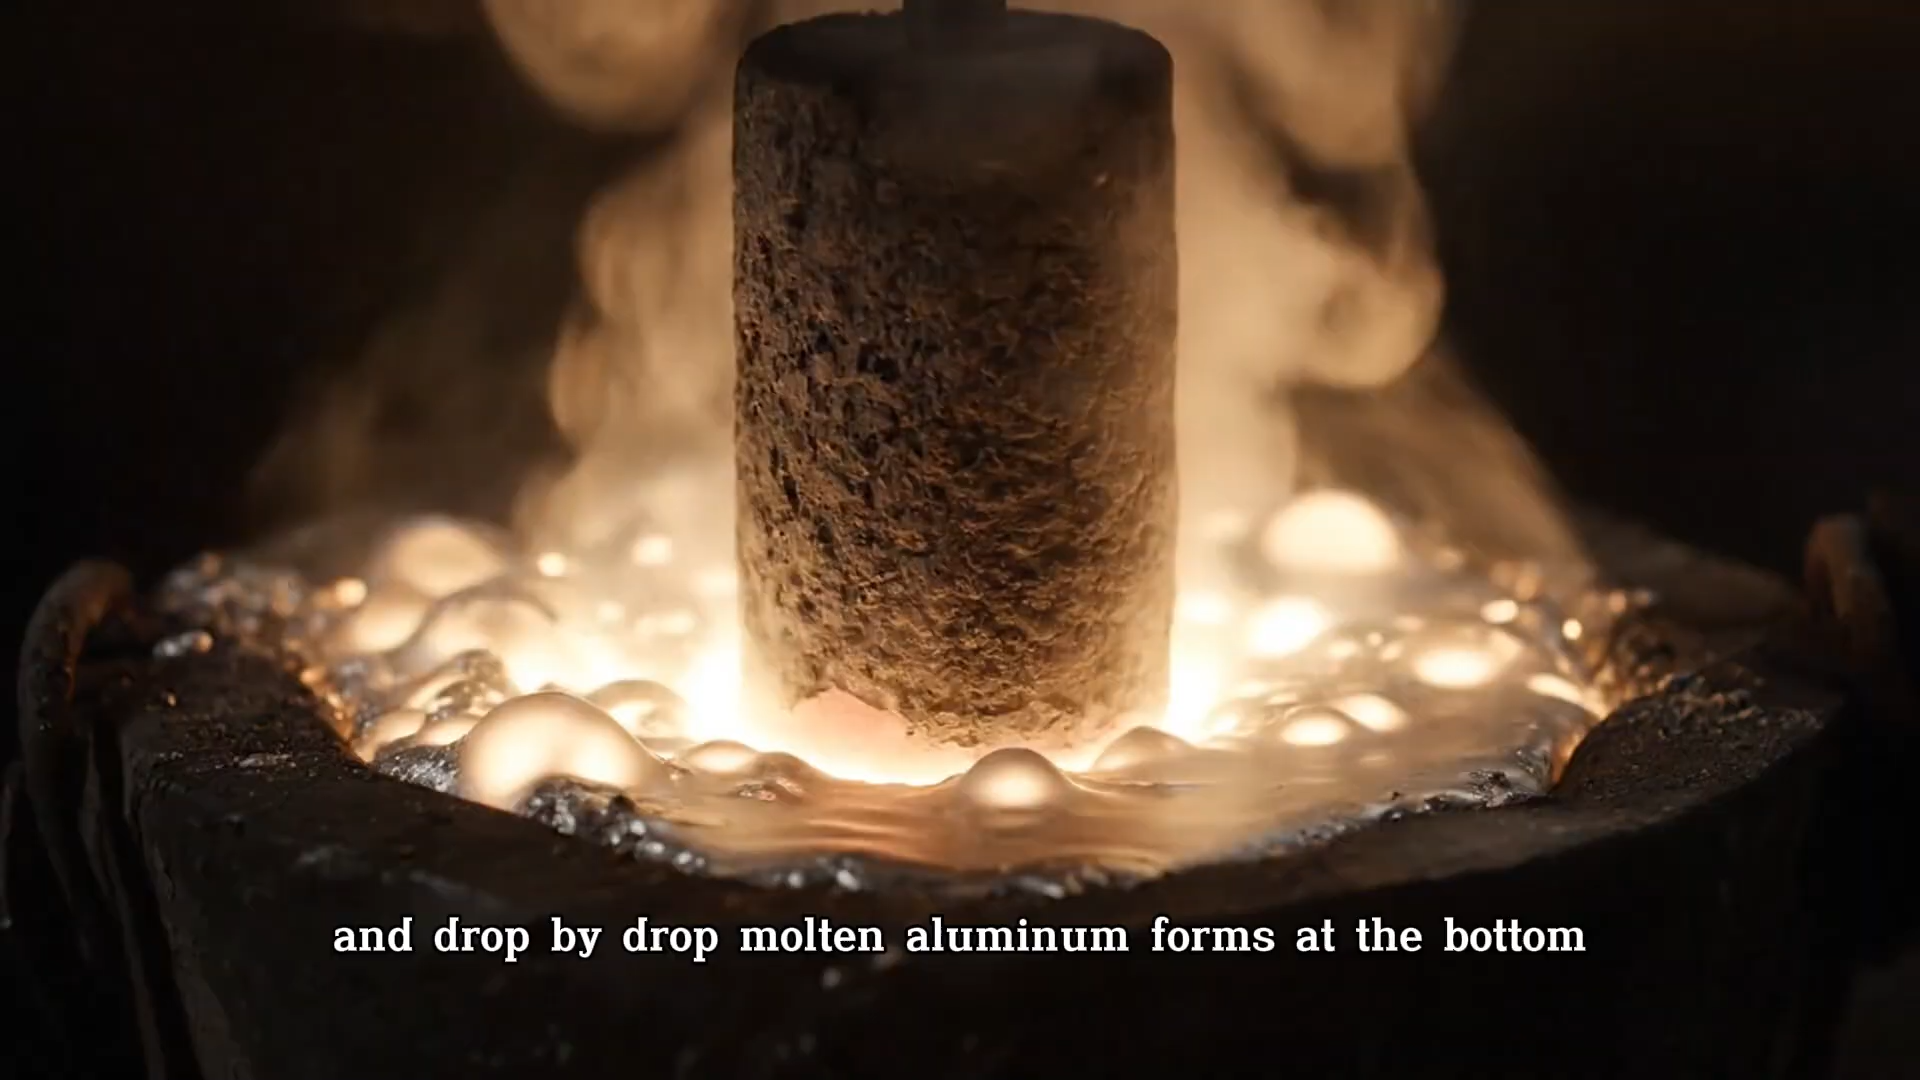 and drop by drop molten aluminum forms at the bottom